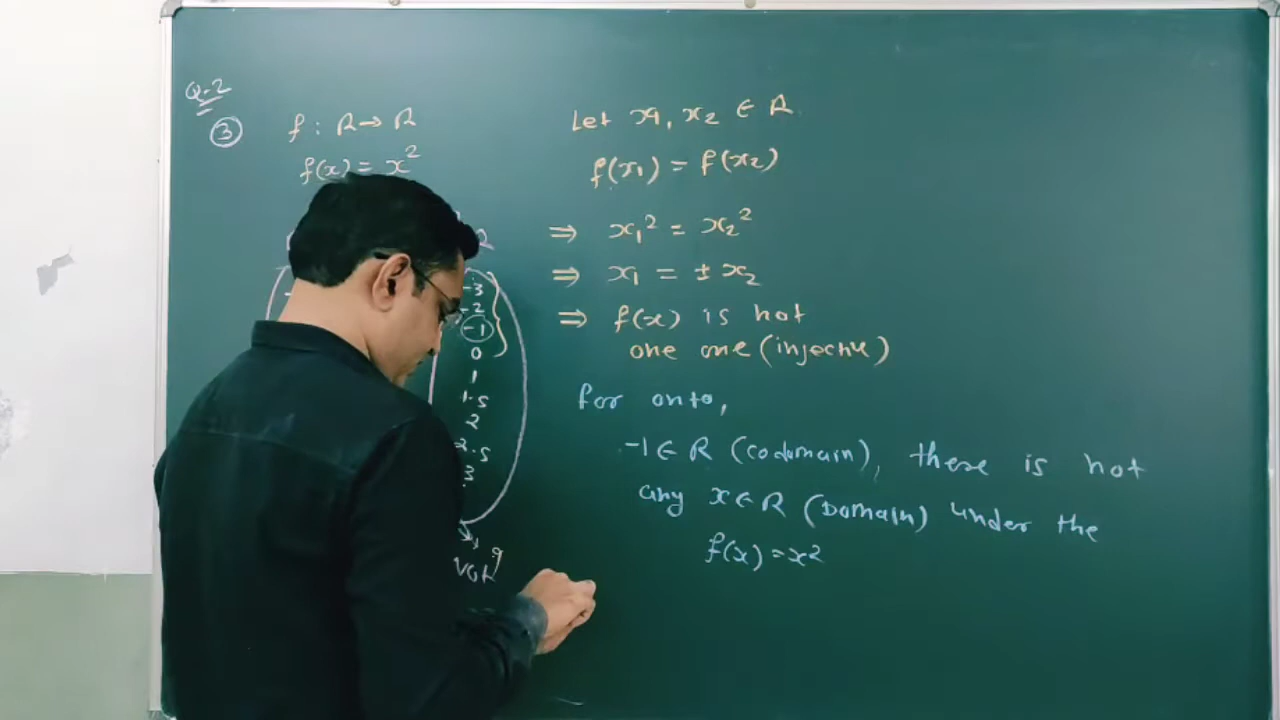 Q-2
③ f : R → R
f(x) = x²
-3
-2
-1
0
1
1.5
2
2.5
3
Let x₁, x₂ ∈ R
f(x₁) = f(x₂)
⇒ x₁² = x₂²
⇒ x₁ = ± x₂
⇒ f(x) is not
one one (injective)
for onto,
-1 ∈ R (codomain), there is not
any x ∈ R (Domain) under the
f(x) = x²